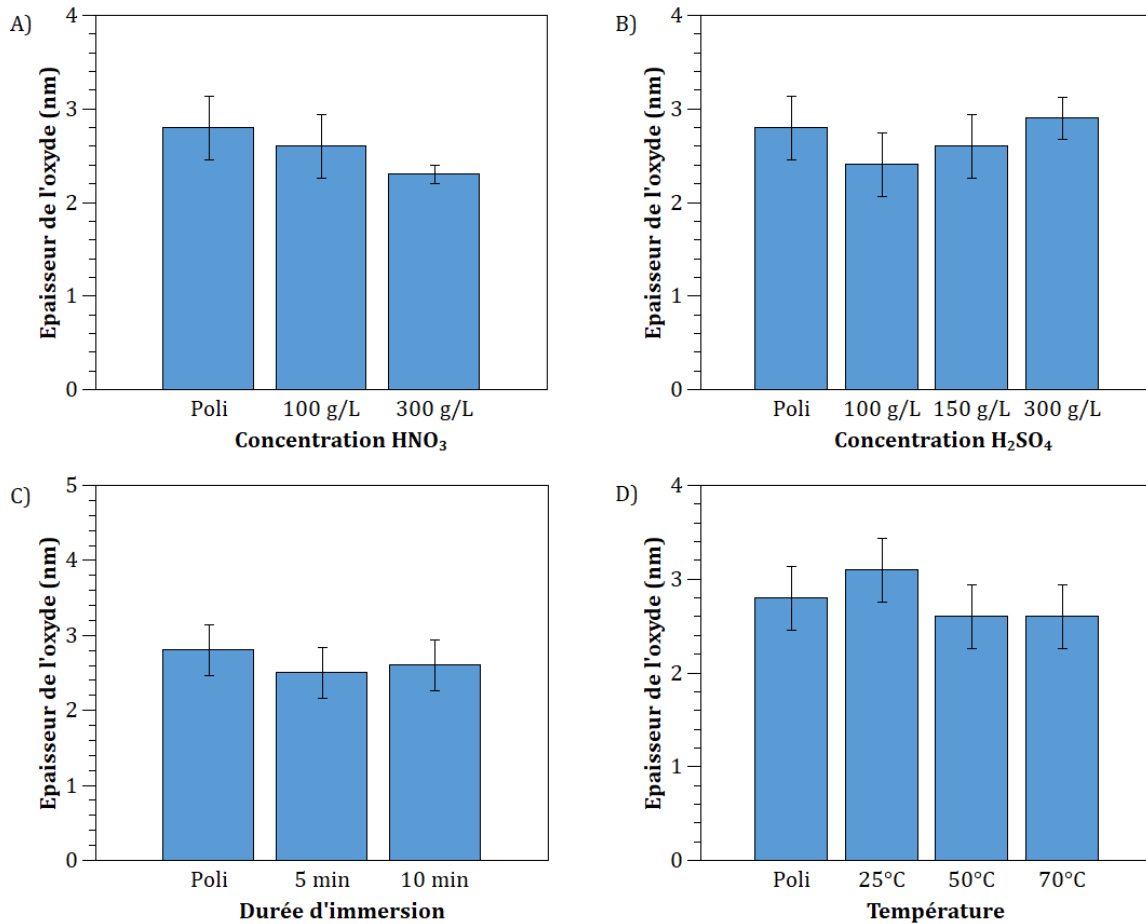 A)
Epaisseur de l'oxyde (nm)
4
3
2
1
0
Poli 100 g/L 300 g/L
Concentration HNO₃
B)
Epaisseur de l'oxyde (nm)
4
3
2
1
0
Poli 100 g/L 150 g/L 300 g/L
Concentration H₂SO₄
C)
Epaisseur de l'oxyde (nm)
5
4
3
2
1
0
Poli 5 min 10 min
Durée d'immersion
D)
Epaisseur de l'oxyde (nm)
4
3
2
1
0
Poli 25°C 50°C 70°C
Température